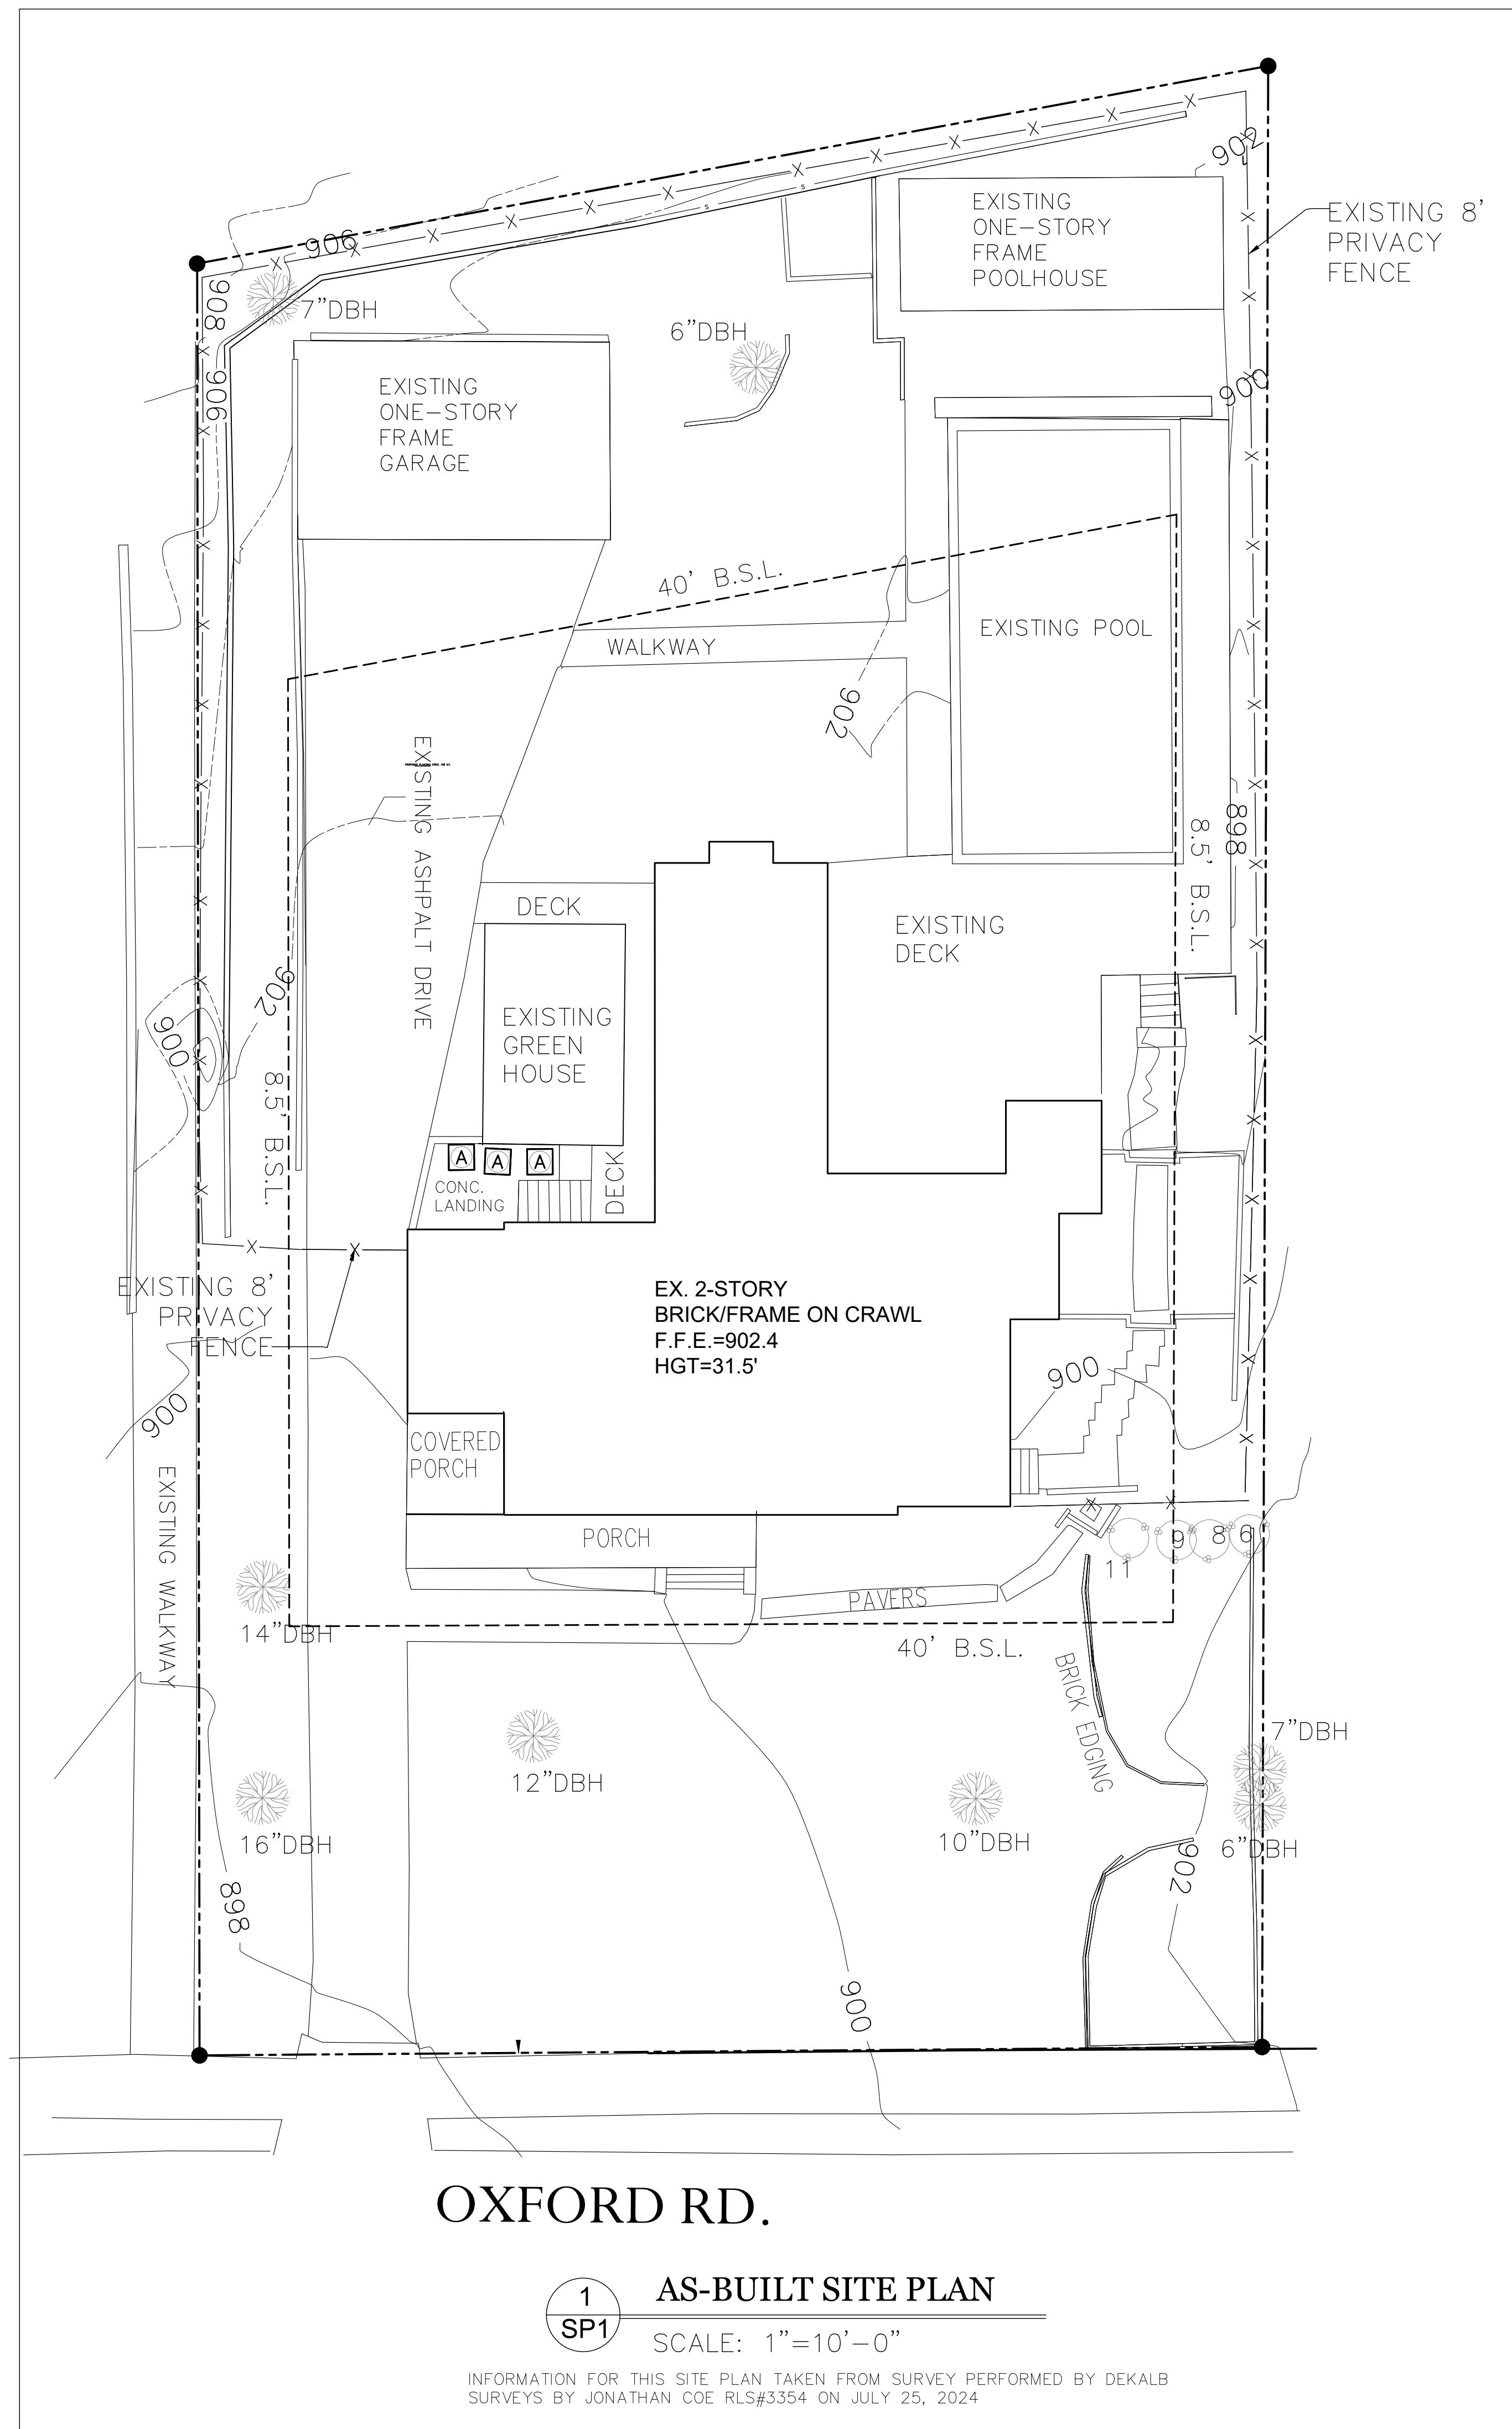 902
EXISTING
ONE-STORY
FRAME
POOLHOUSE
EXISTING 8'
PRIVACY
FENCE
906
908
7"DBH
6"DBH
906
EXISTING
ONE-STORY
FRAME
GARAGE
900
s
s
40' B.S.L.
WALKWAY
EXISTING POOL
902
EXISTING ASHPALT DRIVE
898
8.5' B.S.L.
DECK
EXISTING
DECK
902
900
EXISTING
GREEN
HOUSE
8.5' B.S.L.
A
A
A
DECK
CONC.
LANDING
EXISTING 8'
PRIVACY
FENCE
EX. 2-STORY
BRICK/FRAME ON CRAWL
F.F.E.=902.4
HGT=31.5'
900
900
COVERED
PORCH
EXISTING WALKWAY
PORCH
11
9
8
6
PAVERS
14"DBH
40' B.S.L.
BRICK EDGING
7"DBH
12"DBH
16"DBH
10"DBH
6"DBH
902
898
900
OXFORD RD.
1
SP1
AS-BUILT SITE PLAN
SCALE: 1"=10'-0"
INFORMATION FOR THIS SITE PLAN TAKEN FROM SURVEY PERFORMED BY DEKALB
SURVEYS BY JONATHAN COE RLS#3354 ON JULY 25, 2024